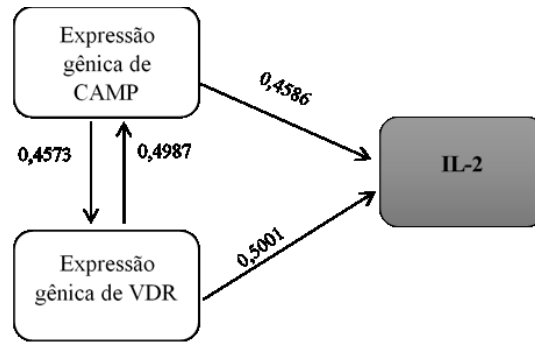 Expressão
gênica de
CAMP
0,4586
0,4573
0,4987
IL-2
Expressão
gênica de VDR
0,5001